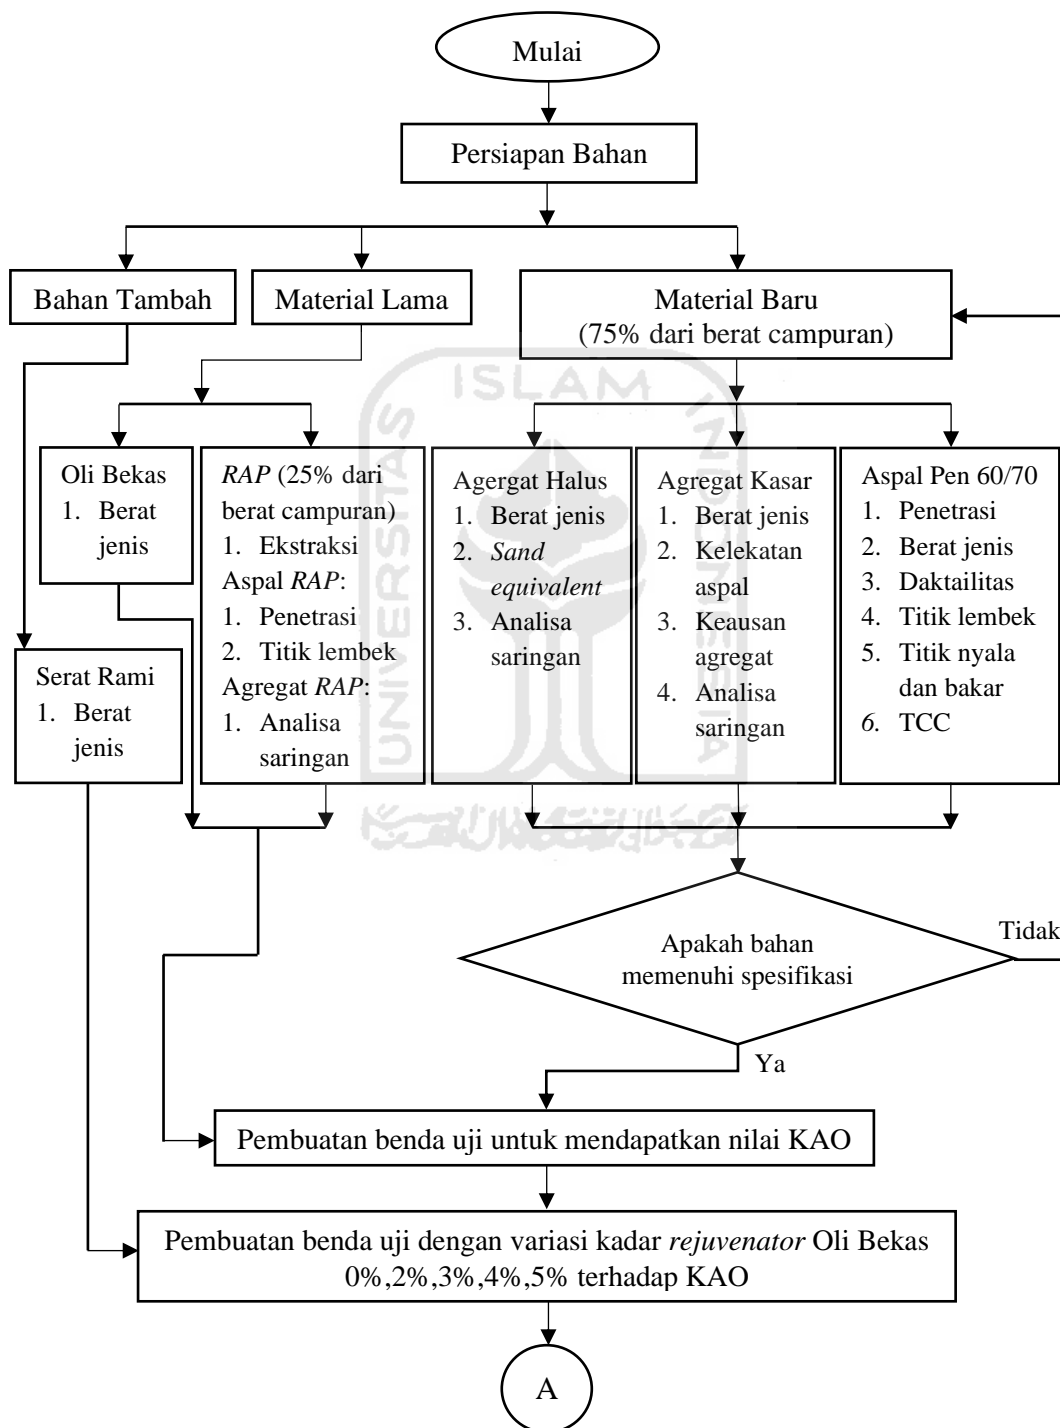 Mulai
Persiapan Bahan
Bahan Tambah
Material Lama
Material Baru
(75% dari berat campuran)
Oli Bekas
1. Berat
jenis
RAP (25% dari
berat campuran)
1. Ekstraksi
Aspal RAP:
1. Penetrasi
2. Titik lembek
Agregat RAP:
1. Analisa
saringan
Agergat Halus
1. Berat jenis
2. Sand
equivalent
3. Analisa
saringan
Agregat Kasar
1. Berat jenis
2. Kelekatan
aspal
3. Keausan
agregat
4. Analisa
saringan
Aspal Pen 60/70
1. Penetrasi
2. Berat jenis
3. Daktailitas
4. Titik lembek
5. Titik nyala
dan bakar
6. TCC
Serat Rami
1. Berat
jenis
UNIVERSITAS
ISLAM
INDONESIA
Apakah bahan
memenuhi spesifikasi
Tidak
Ya
Pembuatan benda uji untuk mendapatkan nilai KAO
Pembuatan benda uji dengan variasi kadar rejuvenator Oli Bekas
0%,2%,3%,4%,5% terhadap KAO
A